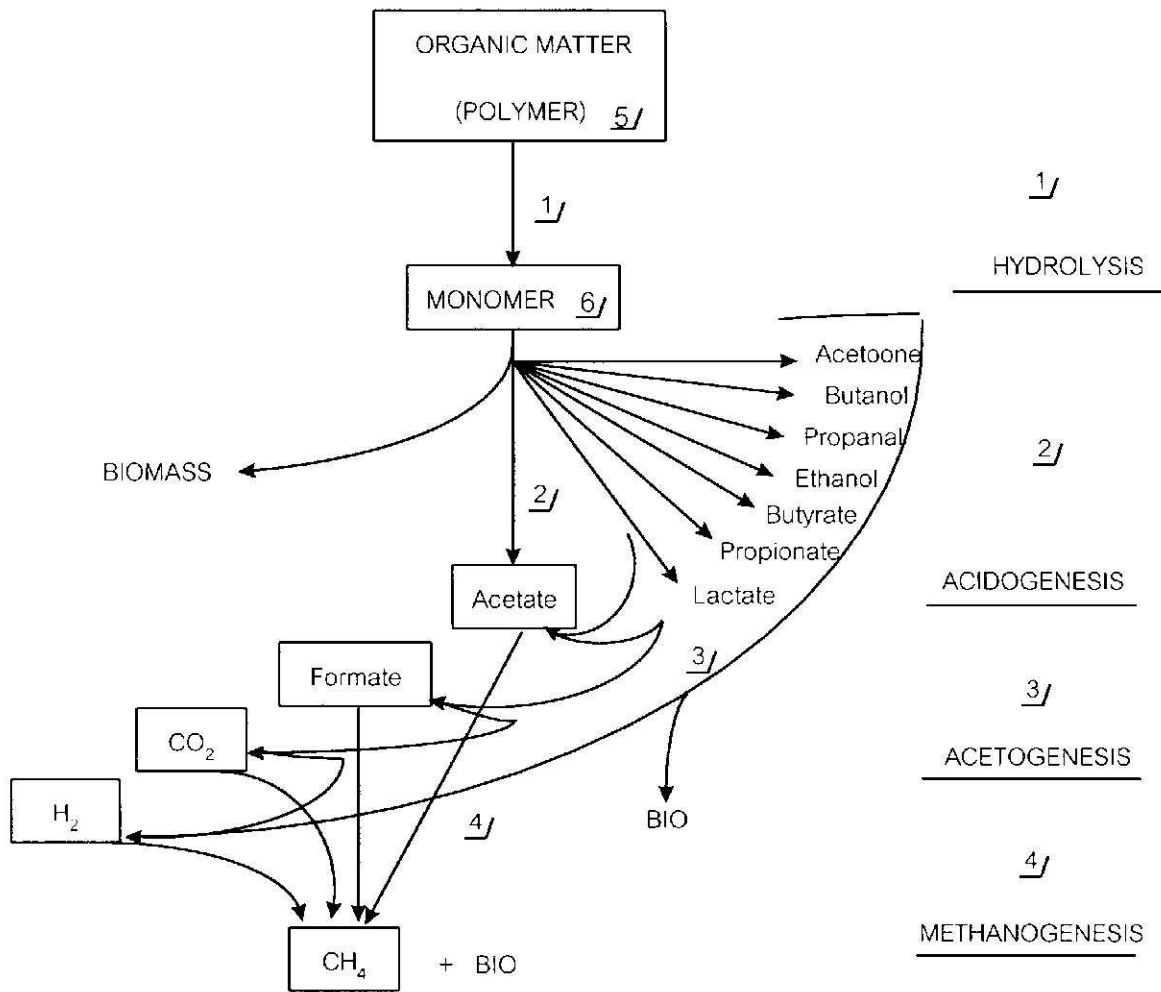 ORGANIC MATTER
(POLYMER) 5/
1/
1/
HYDROLYSIS
MONOMER 6/
Acetoone
Butanol
Propanal
2/
Ethanol
BIOMASS
2/
Butyrate
Propionate
ACIDOGENESIS
Acetate
Lactate
3/
Formate
3/
CO₂
ACETOGENESIS
H₂
4/
BIO
4/
METHANOGENESIS
CH₄ + BIO